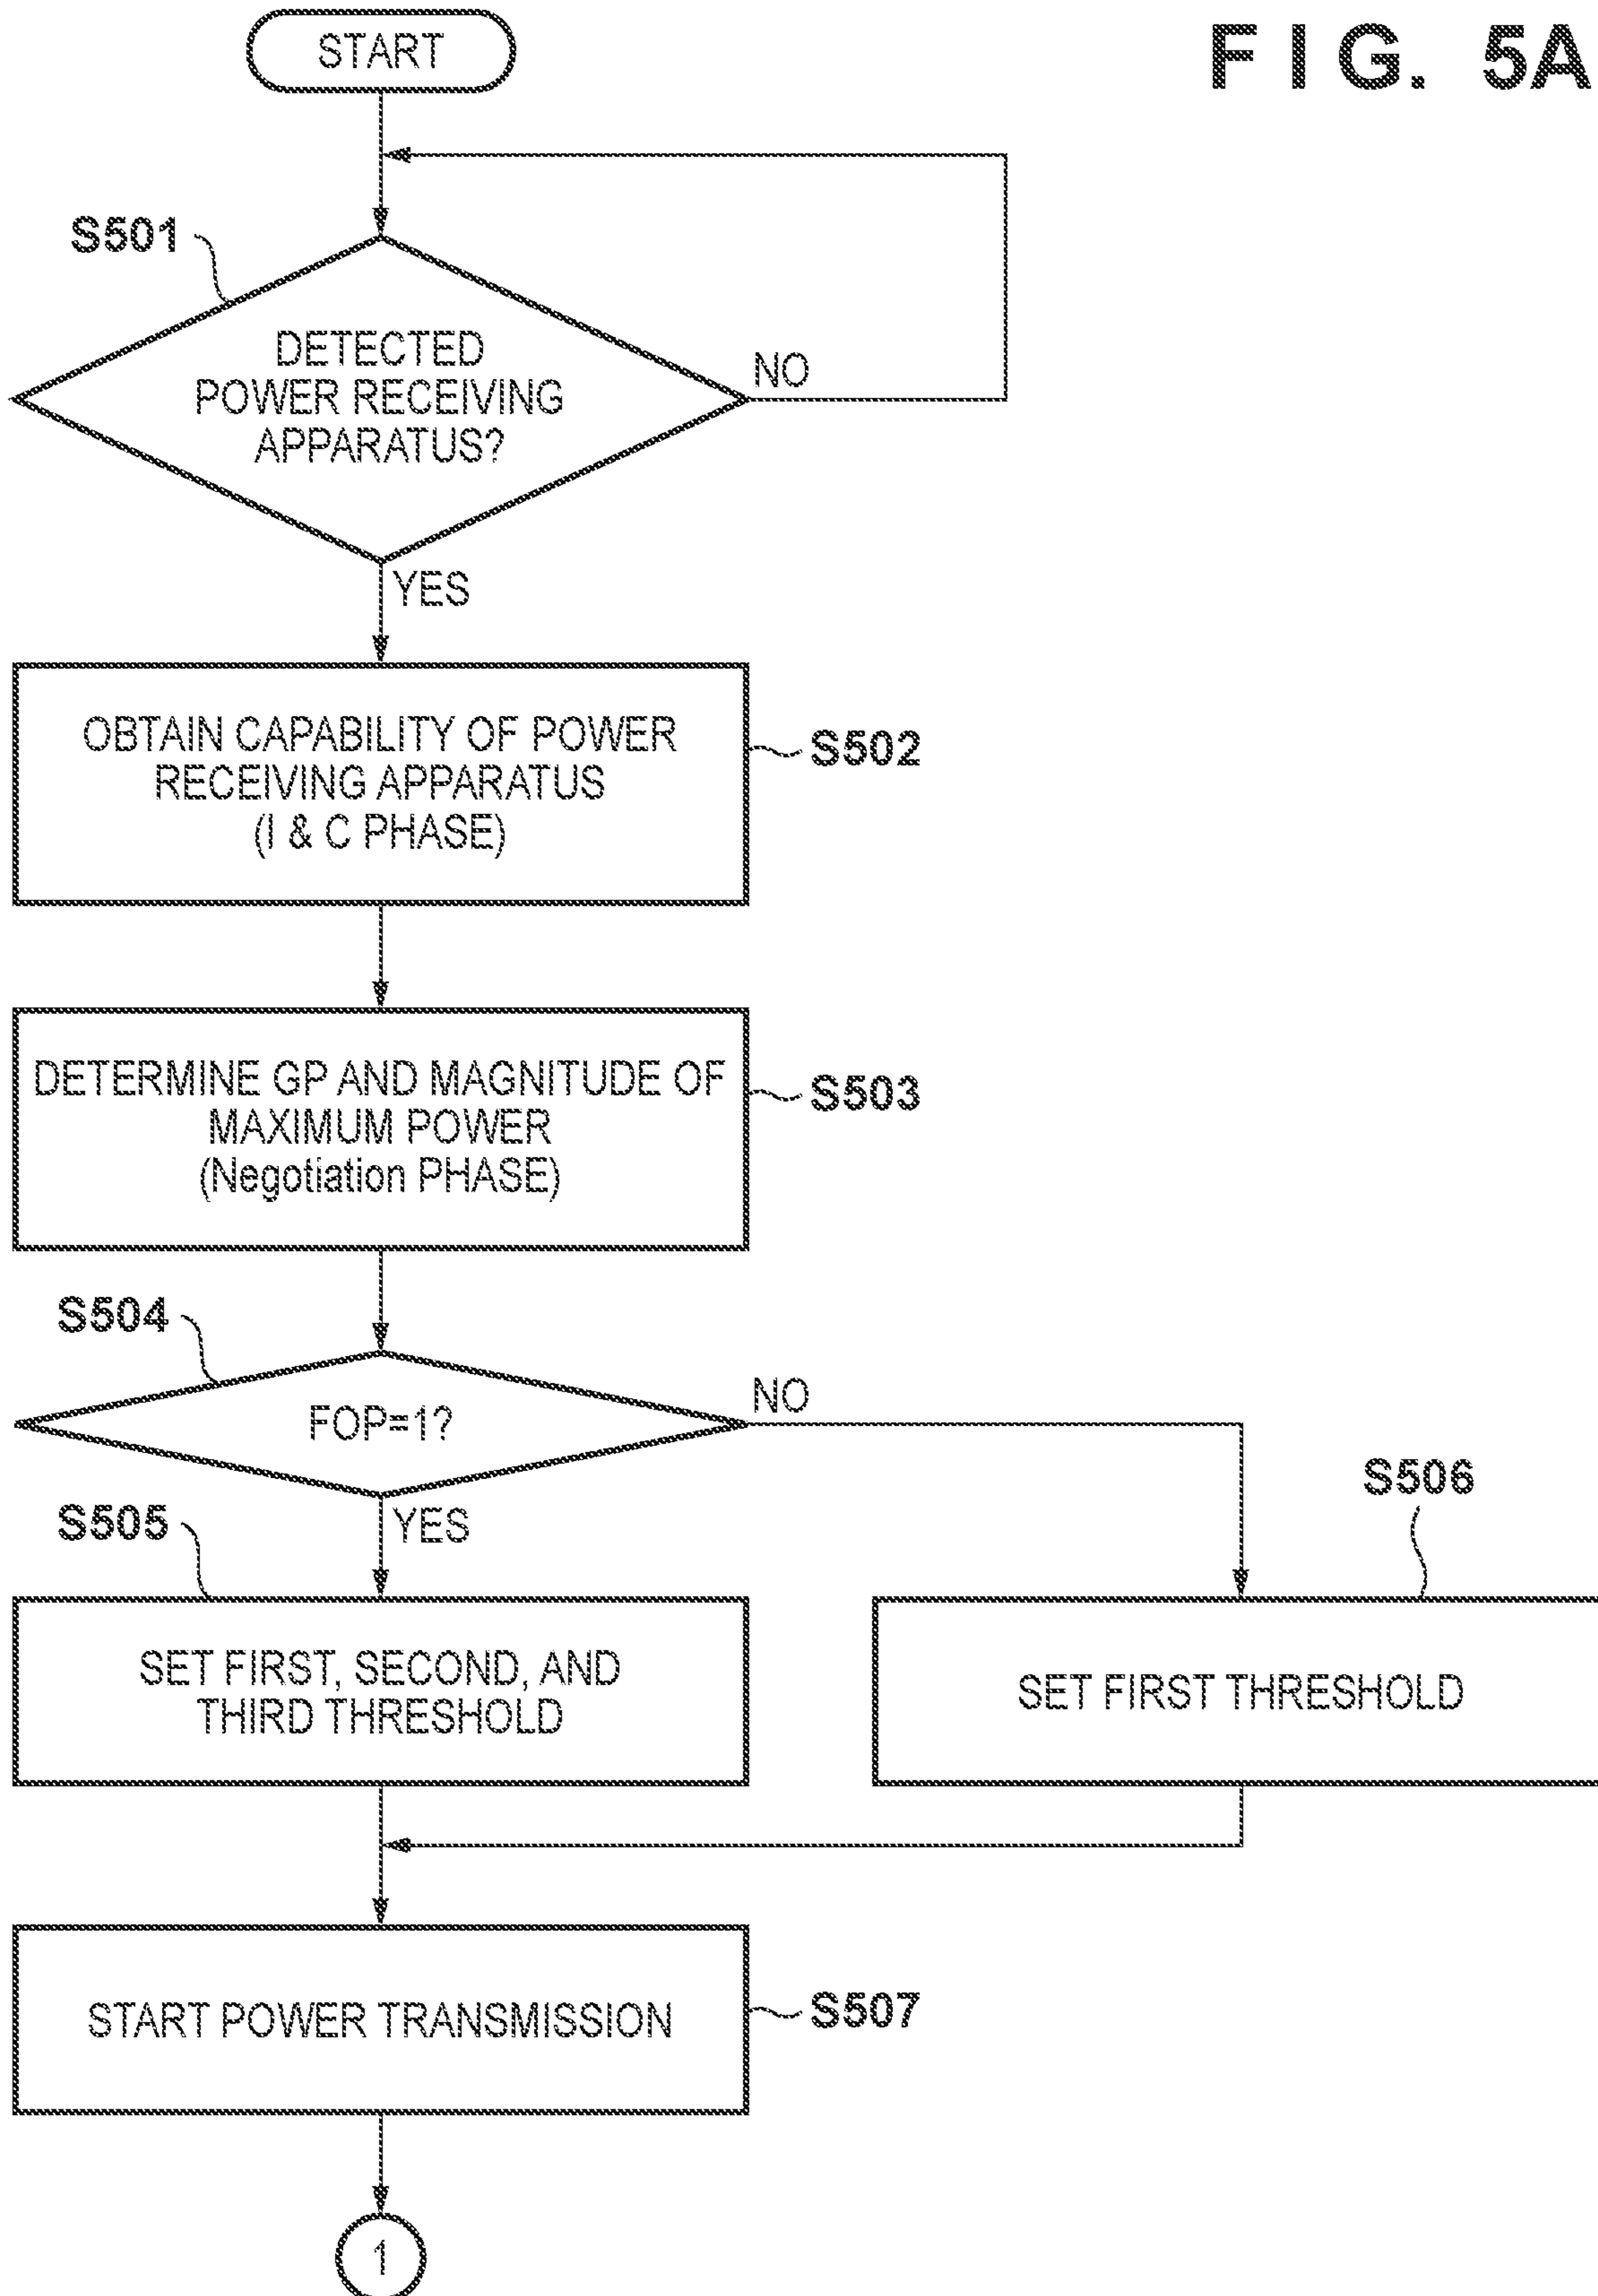 FIG. 5A
START
S501
DETECTED
POWER RECEIVING
APPARATUS?
NO
YES
OBTAIN CAPABILITY OF POWER
RECEIVING APPARATUS
(I & C PHASE)
S502
DETERMINE GP AND MAGNITUDE OF
MAXIMUM POWER
(Negotiation PHASE)
S503
S504
FOP=1?
NO
YES
S505
SET FIRST, SECOND, AND
THIRD THRESHOLD
S506
SET FIRST THRESHOLD
START POWER TRANSMISSION
S507
1